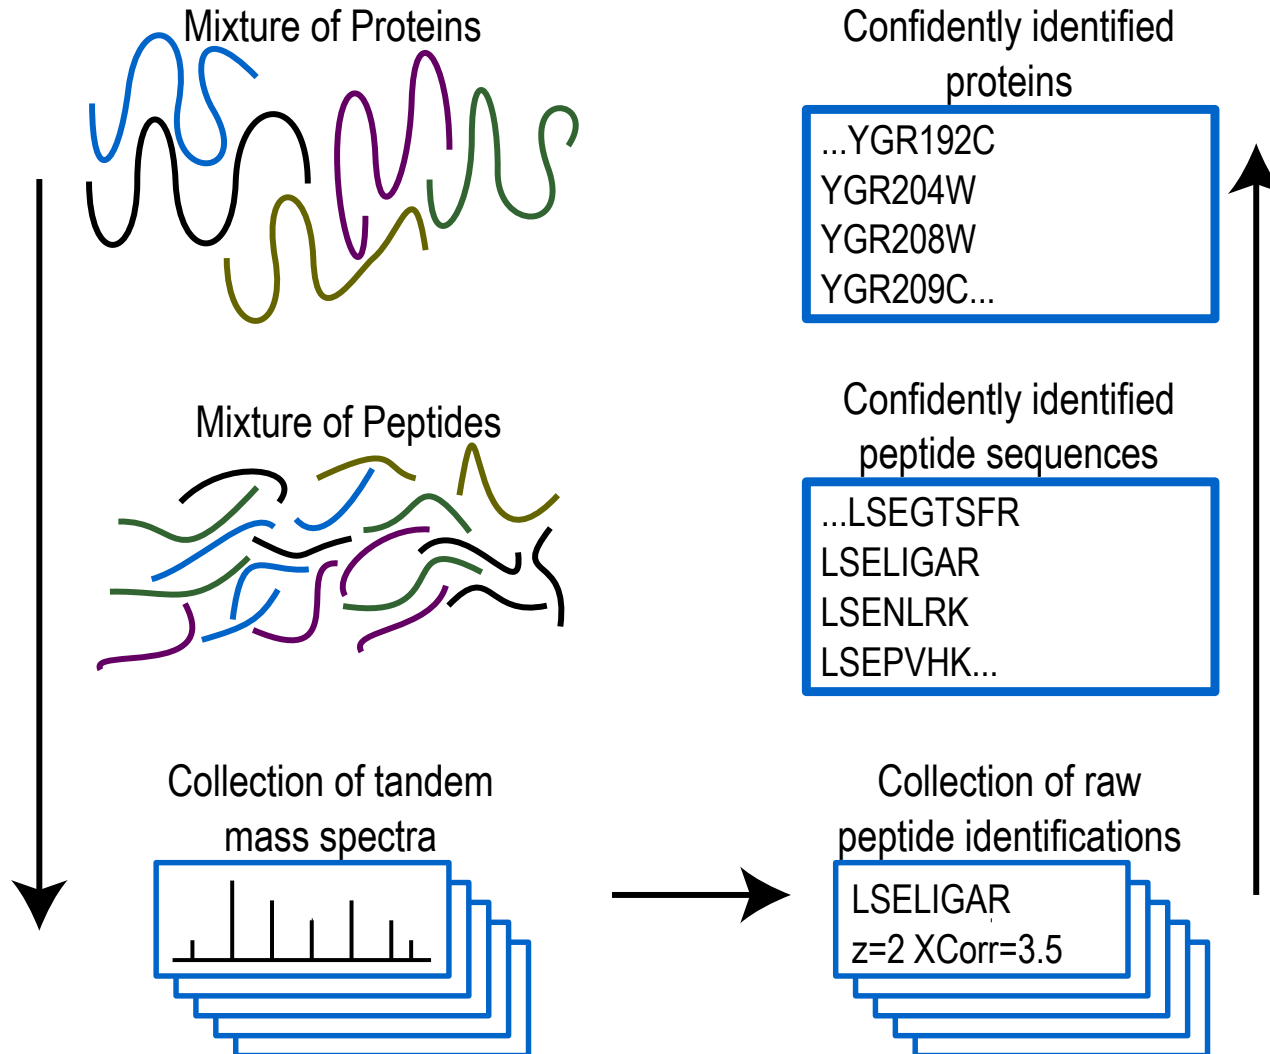 Mixture of Proteins
Mixture of Peptides
Collection of tandem
mass spectra
Confidently identified
proteins
...YGR192C
YGR204W
YGR208W
YGR209C...
Confidently identified
peptide sequences
...LSEGTSFR
LSELIGAR
LSENLRK
LSEPVHK...
Collection of raw
peptide identifications
LSELIGAR
z=2 XCorr=3.5